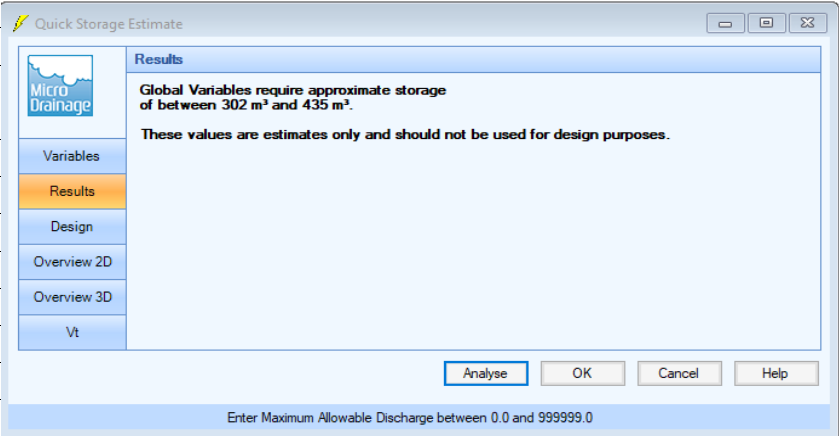 Quick Storage Estimate
Micro
Drainage
Variables
Results
Design
Overview 2D
Overview 3D
Vt
Results
Global Variables require approximate storage
of between 302 m³ and 435 m³.
These values are estimates only and should not be used for design purposes.
Analyse
OK
Cancel
Help
Enter Maximum Allowable Discharge between 0.0 and 999999.0